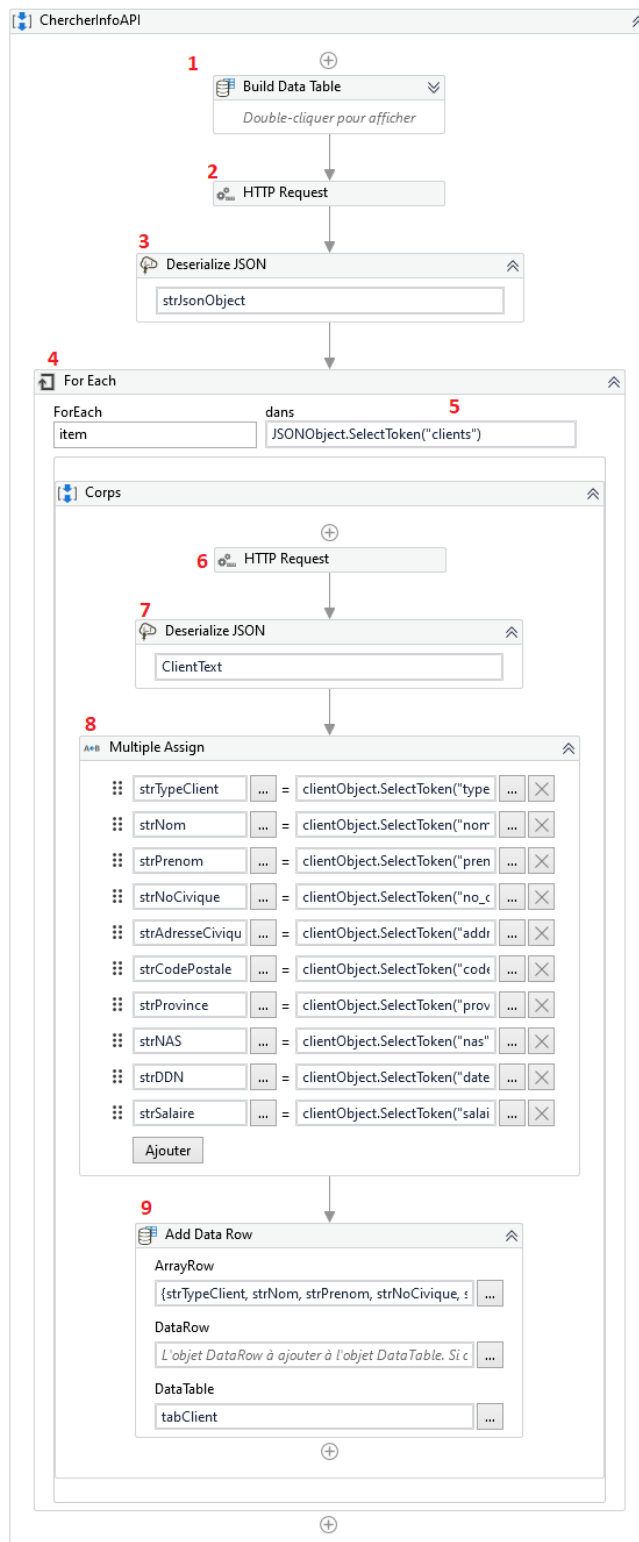 ChercherInfoAPI
1
Build Data Table
Double-cliquer pour afficher
2
HTTP Request
3
Deserialize JSON
strJsonObject
4
For Each
ForEach
dans
5
item
JSONObject.SelectToken("clients")
Corps
6
HTTP Request
7
Deserialize JSON
ClientText
8
A+B Multiple Assign
strTypeClient ... = clientObject.SelectToken("type ...
strNom ... = clientObject.SelectToken("nom ...
strPrenom ... = clientObject.SelectToken("pren ...
strNoCivique ... = clientObject.SelectToken("no_c ...
strAdresseCiviqu ... = clientObject.SelectToken("addr ...
strCodePostale ... = clientObject.SelectToken("code ...
strProvince ... = clientObject.SelectToken("prov ...
strNAS ... = clientObject.SelectToken("nas" ...
strDDN ... = clientObject.SelectToken("date ...
strSalaire ... = clientObject.SelectToken("salai ...
Ajouter
9
Add Data Row
ArrayRow
{strTypeClient, strNom, strPrenom, strNoCivique, s ...
DataRow
L'objet DataRow à ajouter à l'objet DataTable. Si c ...
DataTable
tabClient ...